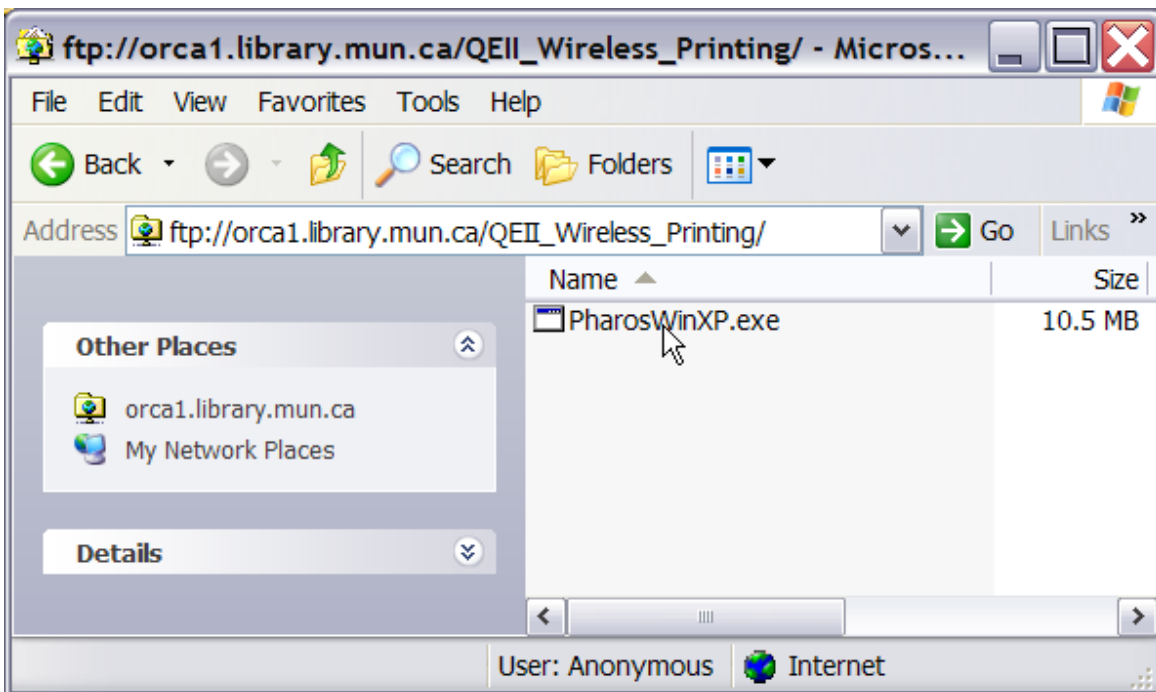 ftp://orca1.library.mun.ca/QEII_Wireless_Printing/ - Micros...
File Edit View Favorites Tools Help
Back Search Folders
Address ftp://orca1.library.mun.ca/QEII_Wireless_Printing/ Go Links »
Name Size
PharosWinXP.exe 10.5 MB
Other Places
orca1.library.mun.ca
My Network Places
Details
User: Anonymous Internet